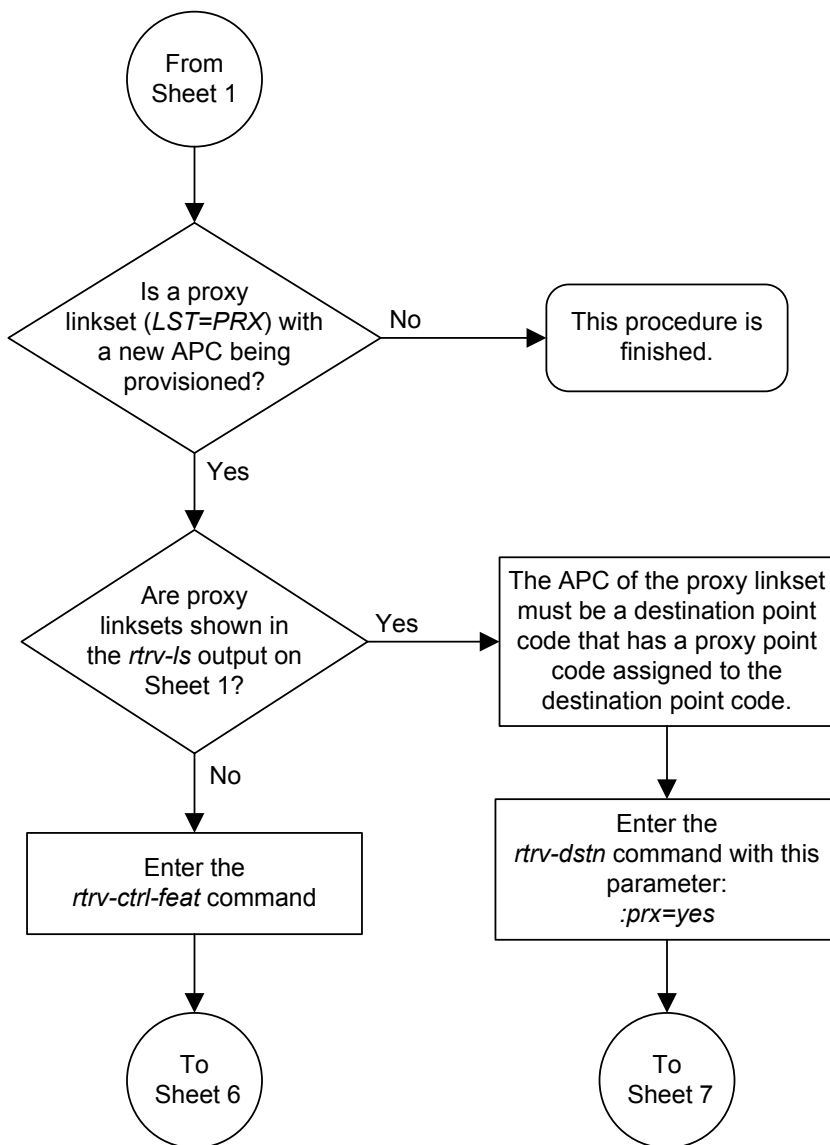 From
Sheet 1
Is a proxy
linkset (LST=PRX) with
a new APC being
provisioned?
No
This procedure is
finished.
Yes
Are proxy
linksets shown in
the rtrv-ls output on
Sheet 1?
Yes
The APC of the proxy linkset
must be a destination point
code that has a proxy point
code assigned to the
destination point code.
No
Enter the
rtrv-ctrl-feat command
Enter the
rtrv-dstn command with this
parameter:
:prx=yes
To
Sheet 6
To
Sheet 7